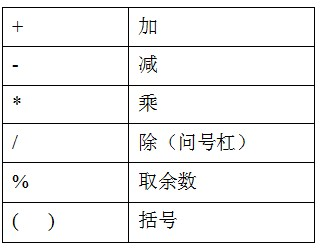 + 加
- 减
* 乘
/ 除（问号杠）
% 取余数
( ) 括号